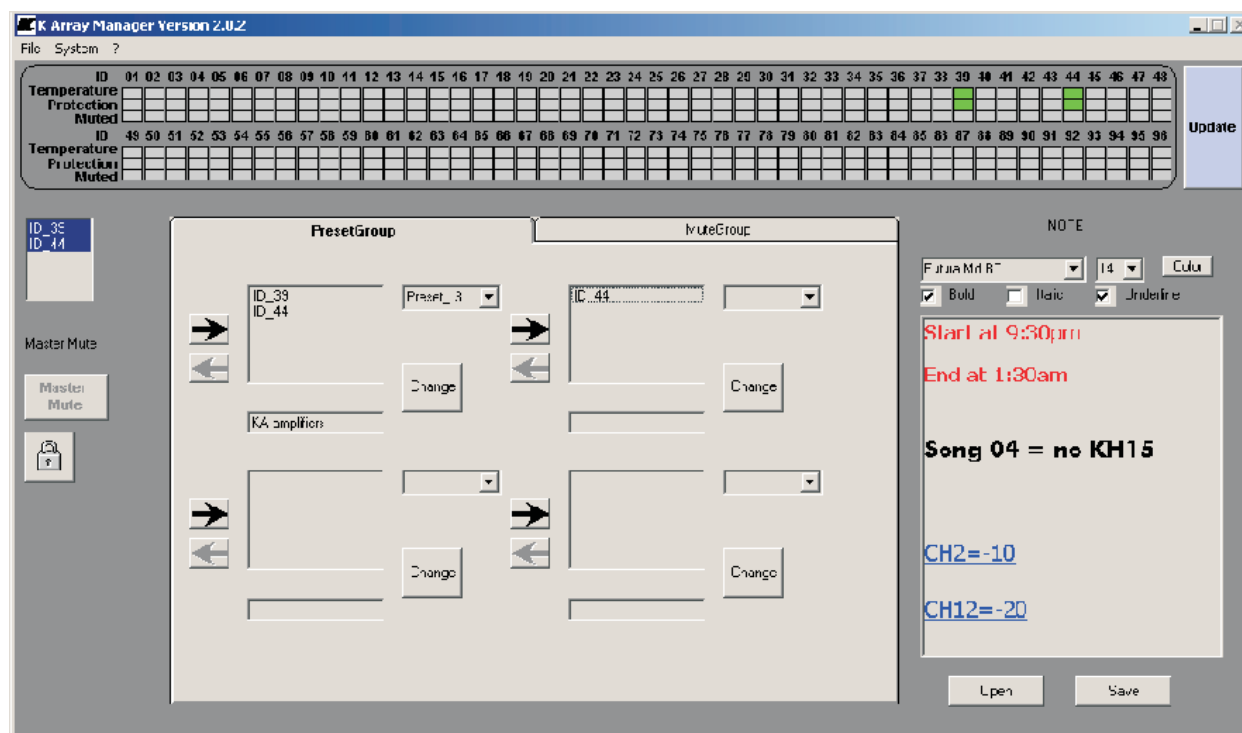 K Array Manager Version 2.0.2
File System ?
ID 01 02 03 04 05 06 07 08 09 10 11 12 13 14 15 16 17 18 19 20 21 22 23 24 25 26 27 28 29 30 31 32 33 34 35 36 37 38 39 40 41 42 43 44 45 46 47 48
Temperature
Protection
Muted
ID 49 50 51 52 53 54 55 56 57 58 59 60 61 62 63 64 65 66 67 68 69 70 71 72 73 74 75 76 77 78 79 80 81 82 83 84 85 86 87 88 89 90 91 92 93 94 95 96
Temperature
Protection
Muted
Update
ID_39
ID_44
Master Mute
Master
Mute
PresetGroup
MuteGroup
ID_39
ID_44
Preset_ 3
Change
KA amplifiers
ID_44
Change
Change
Change
NOTE
Futura Md BT
14
Color
Bold
Italic
Underline
Start at 9:30pm
End at 1:30am
Song 04 = no KH15
CH2=-10
CH12=-20
Open
Save